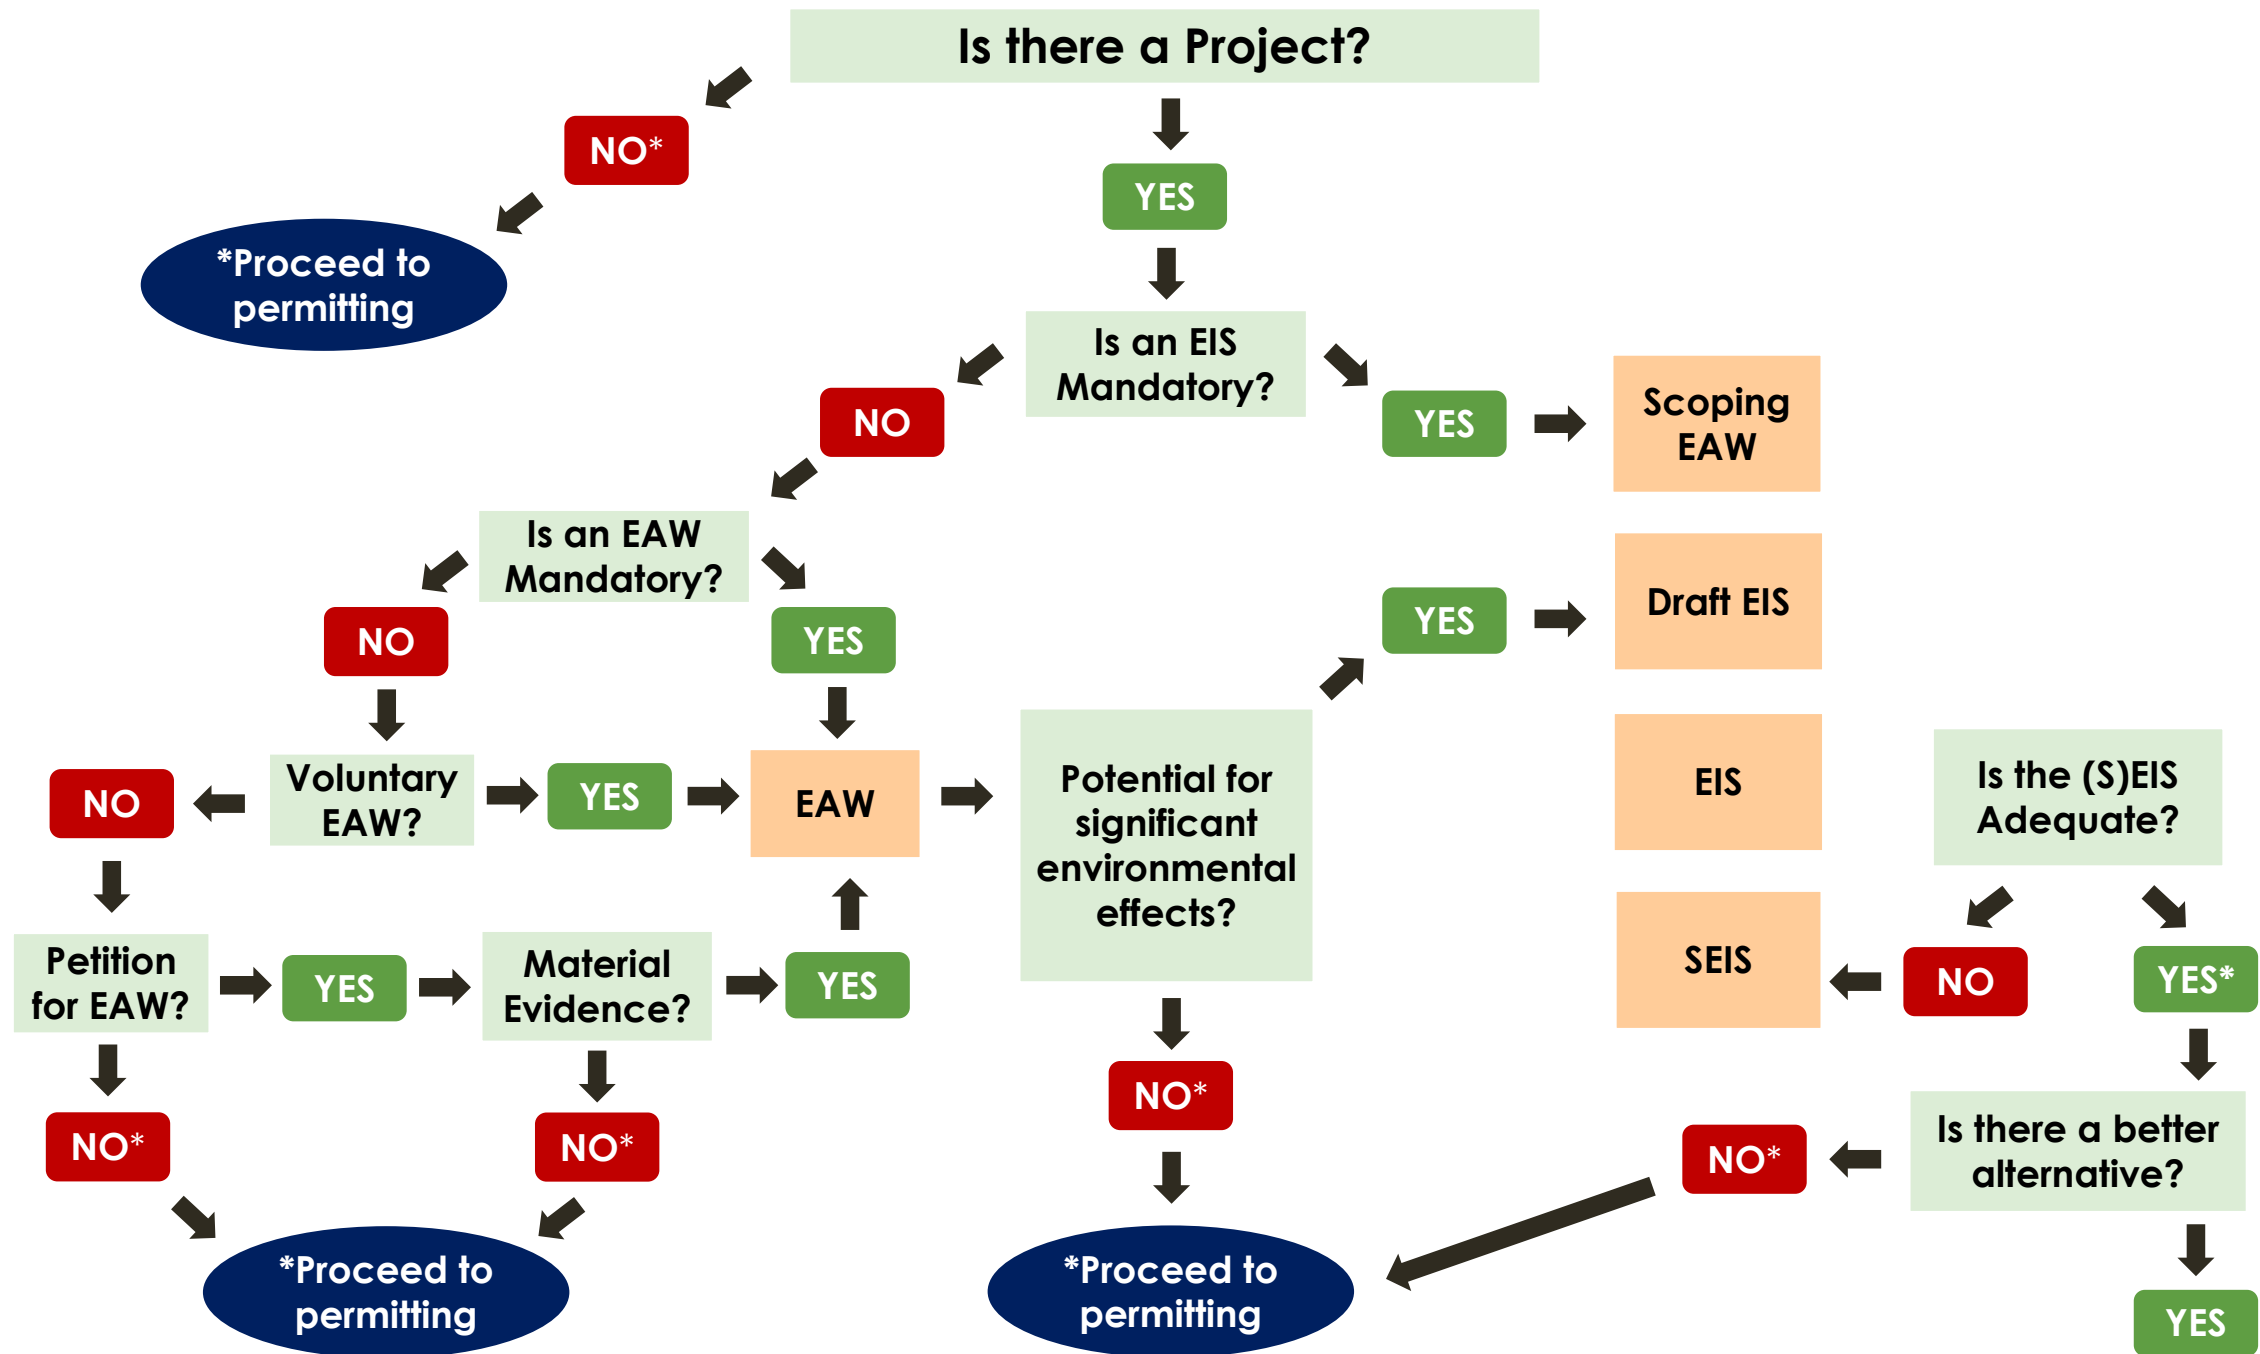 Is there a Project?
NO*
YES
*Proceed to
permitting
Is an EIS
Mandatory?
NO
YES
Scoping
EAW
Is an EAW
Mandatory?
NO
YES
YES
Draft EIS
Voluntary
EAW?
NO
YES
EAW
Potential for
significant
environmental
effects?
EIS
Is the (S)EIS
Adequate?
Petition
for EAW?
YES
Material
Evidence?
YES
SEIS
NO
YES*
NO*
NO*
NO*
NO*
Is there a better
alternative?
*Proceed to
permitting
*Proceed to
permitting
YES